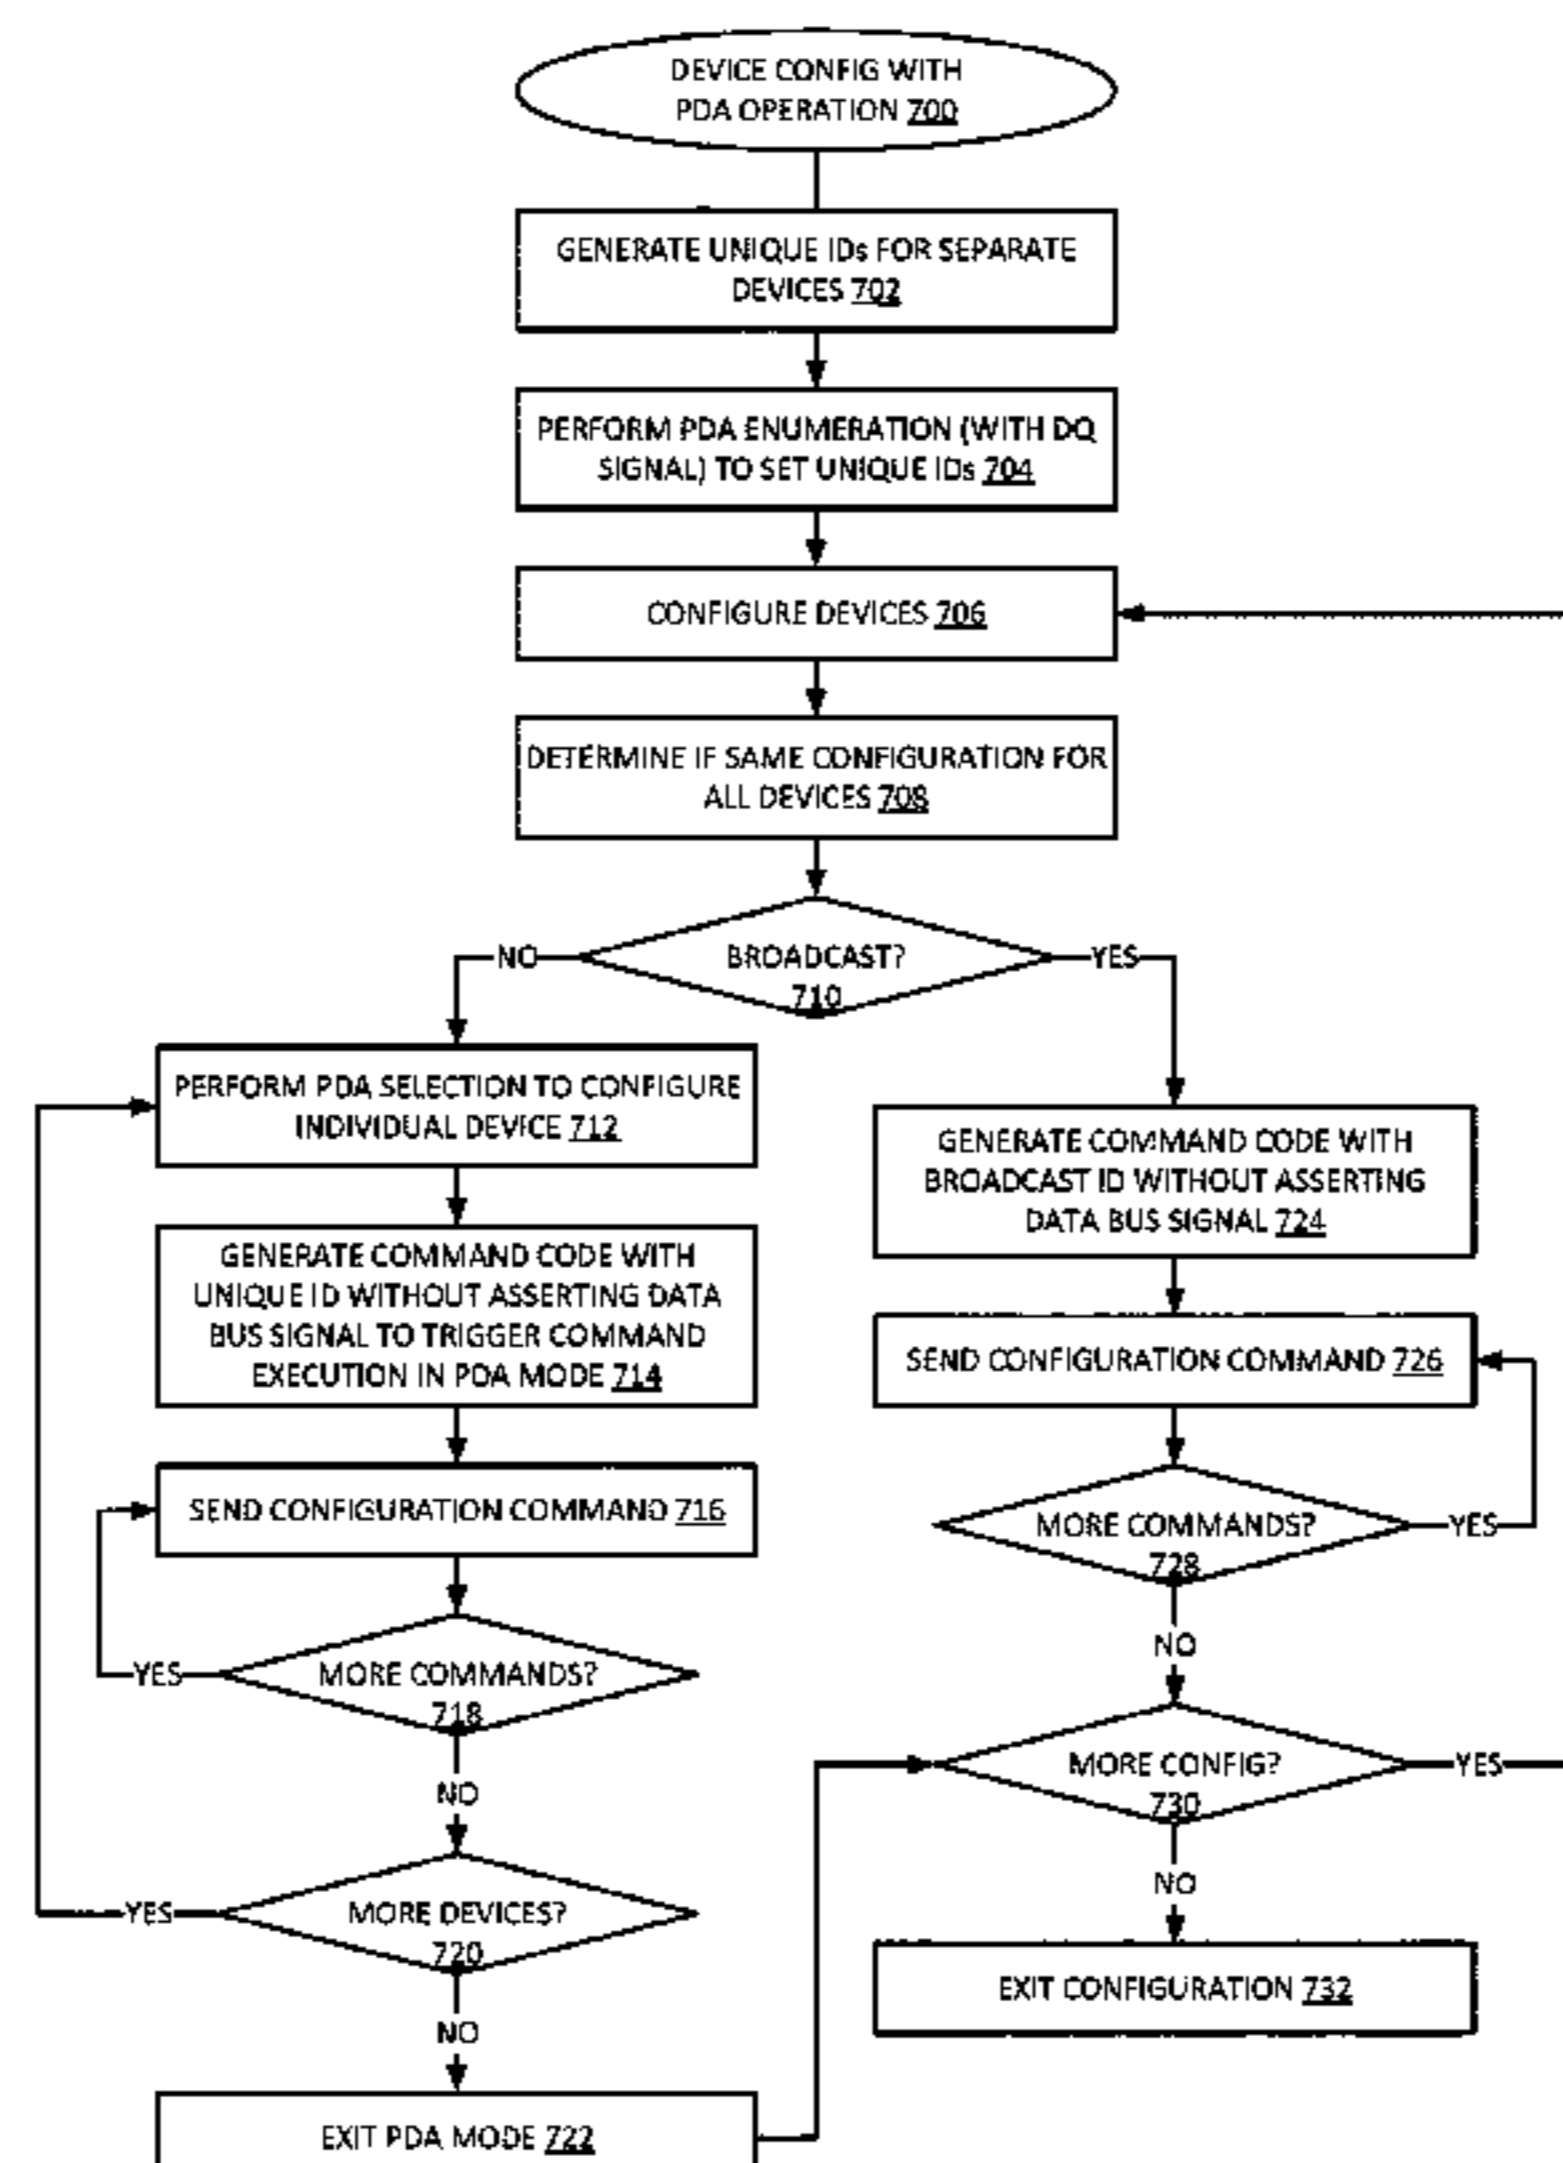 DEVICE CONFIG WITH
PDA OPERATION 700
GENERATE UNIQUE IDs FOR SEPARATE
DEVICES 702
PERFORM PDA ENUMERATION (WITH DQ
SIGNAL) TO SET UNIQUE IDs 704
CONFIGURE DEVICES 706
DETERMINE IF SAME CONFIGURATION FOR
ALL DEVICES 708
BROADCAST?
710
NO
YES
PERFORM PDA SELECTION TO CONFIGURE
INDIVIDUAL DEVICE 712
GENERATE COMMAND CODE WITH
UNIQUE ID WITHOUT ASSERTING DATA
BUS SIGNAL TO TRIGGER COMMAND
EXECUTION IN PDA MODE 714
SEND CONFIGURATION COMMAND 716
MORE COMMANDS?
718
YES
NO
MORE DEVICES?
720
YES
NO
EXIT PDA MODE 722
GENERATE COMMAND CODE WITH
BROADCAST ID WITHOUT ASSERTING
DATA BUS SIGNAL 724
SEND CONFIGURATION COMMAND 726
MORE COMMANDS?
728
YES
NO
MORE CONFIG?
730
YES
NO
EXIT CONFIGURATION 732